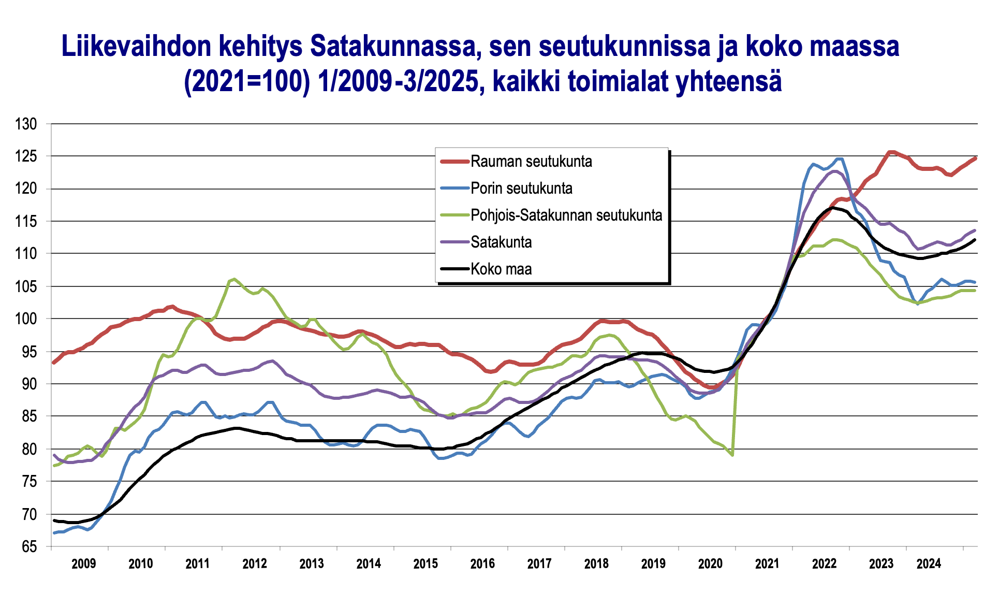 Liikevaihdon kehitys Satakunnassa, sen seutukunnissa ja koko maassa
(2021=100) 1/2009-3/2025, kaikki toimialat yhteensä
130
125
120
115
110
105
100
95
90
85
80
75
70
65
Rauman seutukunta
Porin seutukunta
Pohjois-Satakunnan seutukunta
Satakunta
Koko maa
2009 2010 2011 2012 2013 2014 2015 2016 2017 2018 2019 2020 2021 2022 2023 2024